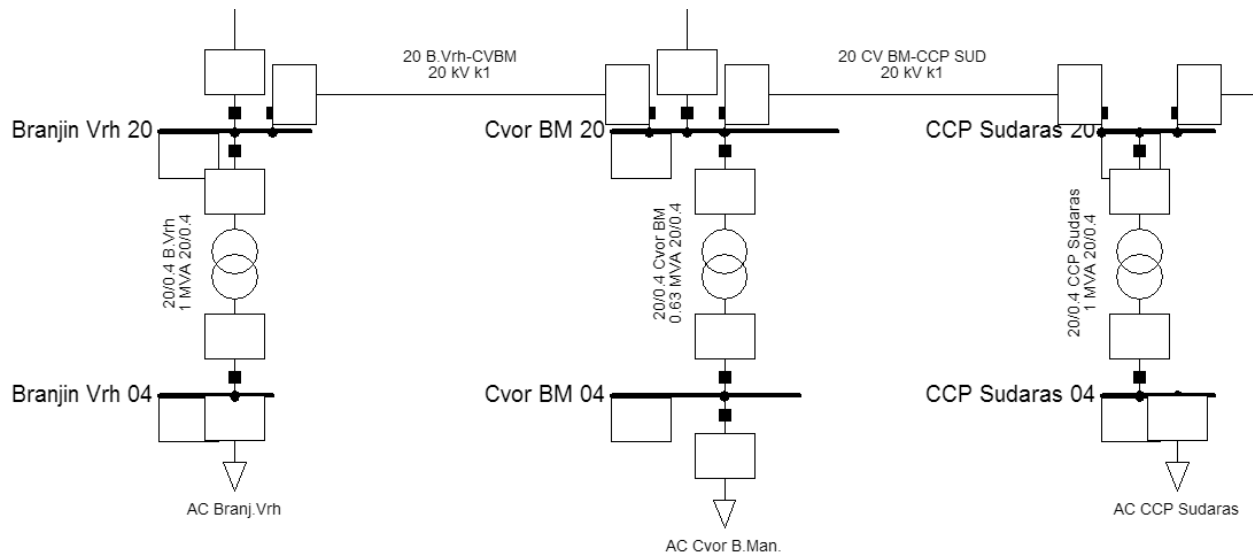 20 B.Vrh-CVBM
20 kV k1
20 CV BM-CCP SUD
20 kV k1
Branjin Vrh 20
Cvor BM 20
CCP Sudaras 20
20/0.4 B.Vrh
1 MVA 20/0.4
20/0.4 Cvor BM
0.63 MVA 20/0.4
20/0.4 CCP Sudaras
1 MVA 20/0.4
Branjin Vrh 04
Cvor BM 04
CCP Sudaras 04
AC Branj.Vrh
AC Cvor B.Man.
AC CCP Sudaras